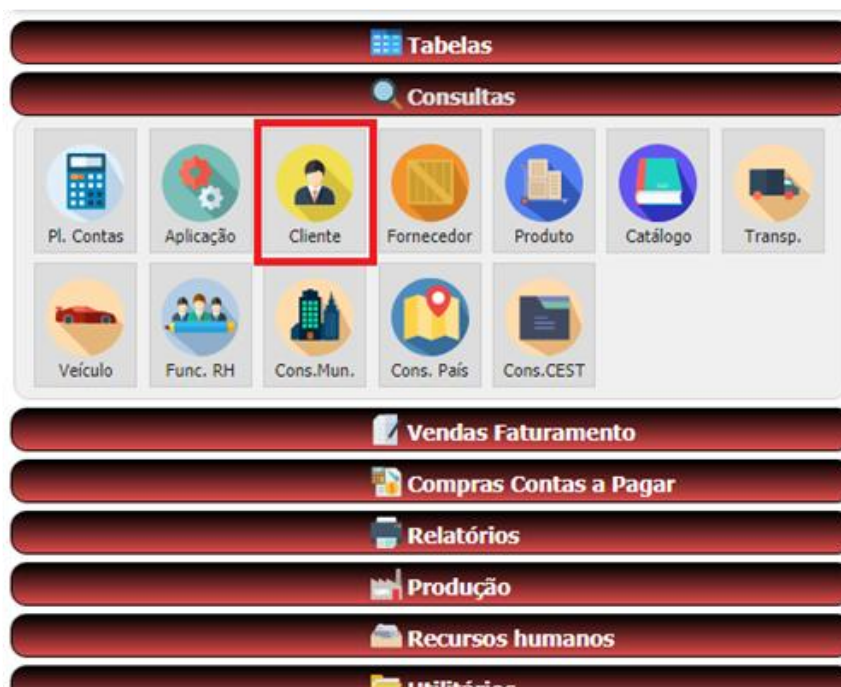 Tabelas
Consultas
Pl. Contas Aplicação Cliente Fornecedor Produto Catálogo Transp.
Veículo Func. RH Cons.Mun. Cons. País Cons.CEST
Vendas Faturamento
Compras Contas a Pagar
Relatórios
Produção
Recursos humanos
Utilitários